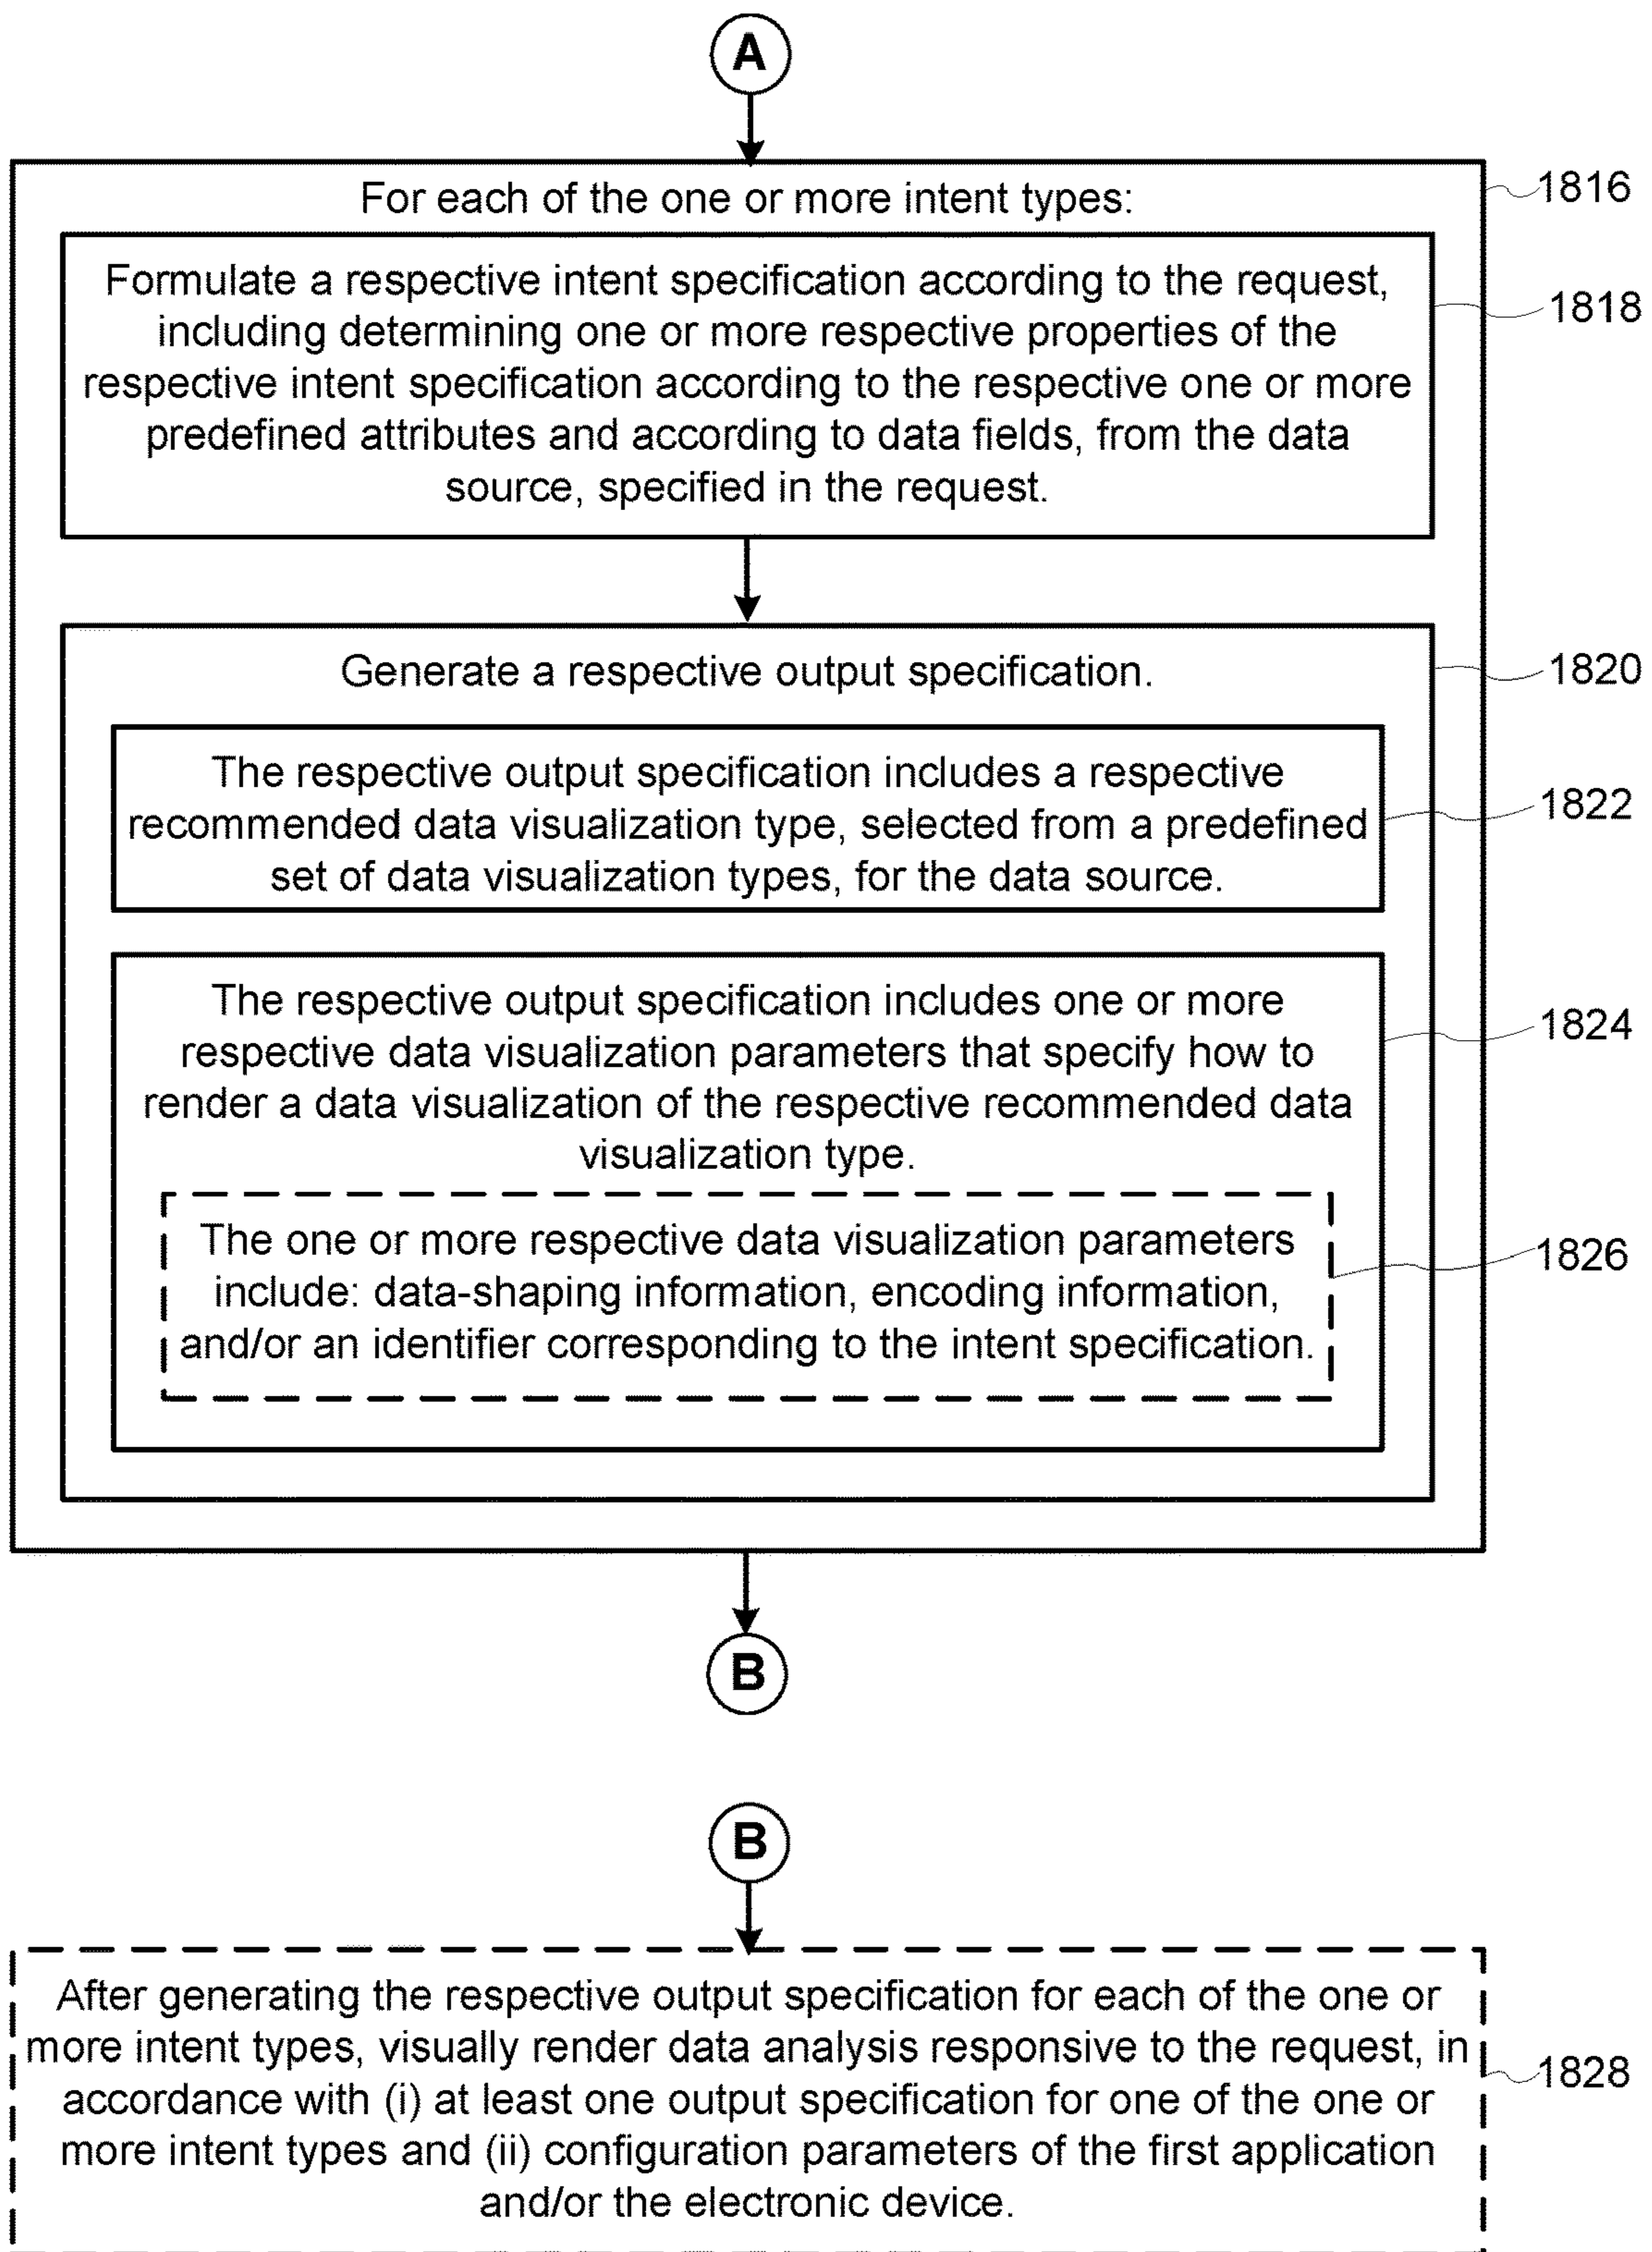 A
For each of the one or more intent types:
1816
Formulate a respective intent specification according to the request,
including determining one or more respective properties of the
respective intent specification according to the respective one or more
predefined attributes and according to data fields, from the data
source, specified in the request.
1818
Generate a respective output specification.
1820
The respective output specification includes a respective
recommended data visualization type, selected from a predefined
set of data visualization types, for the data source.
1822
The respective output specification includes one or more
respective data visualization parameters that specify how to
render a data visualization of the respective recommended data
visualization type.
1824
The one or more respective data visualization parameters
include: data-shaping information, encoding information,
and/or an identifier corresponding to the intent specification.
1826
B
B
After generating the respective output specification for each of the one or
more intent types, visually render data analysis responsive to the request, in
accordance with (i) at least one output specification for one of the one or
more intent types and (ii) configuration parameters of the first application
and/or the electronic device.
1828